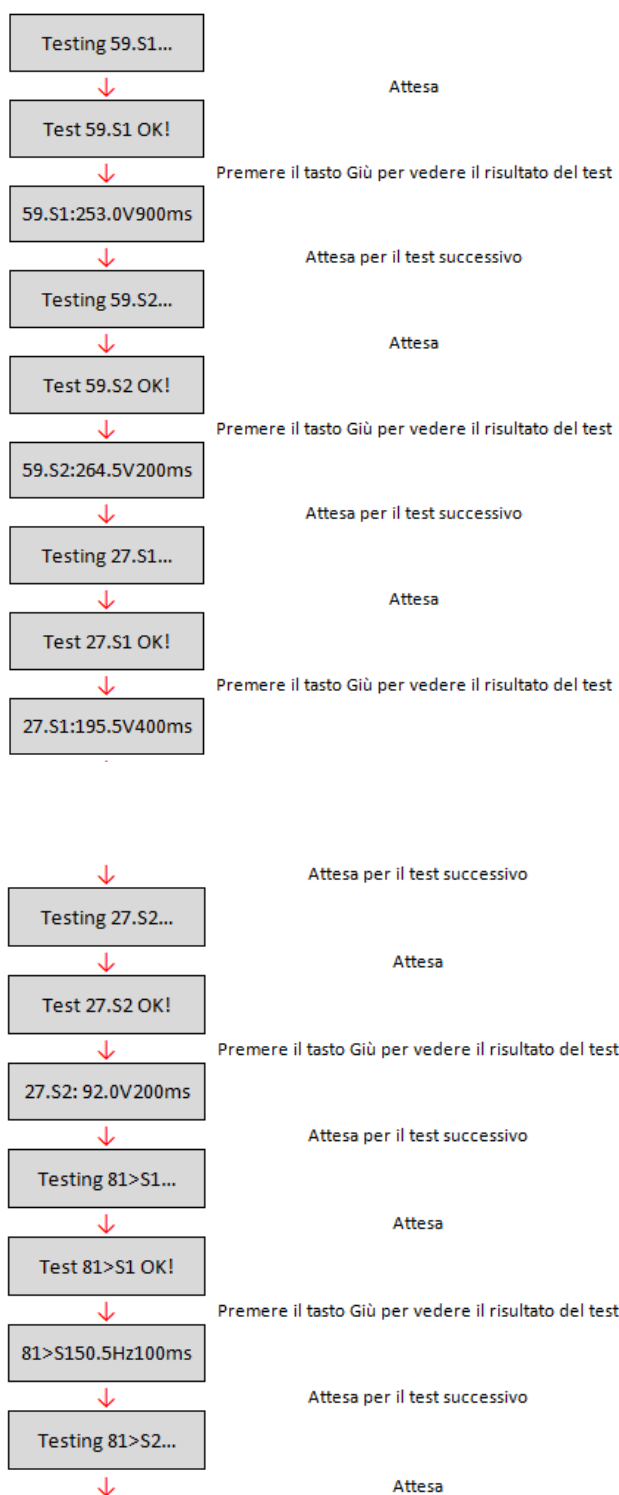 Testing 59.S1...
Attesa
Test 59.S1 OK!
Premere il tasto Giù per vedere il risultato del test
59.S1:253.0V900ms
Attesa per il test successivo
Testing 59.S2...
Attesa
Test 59.S2 OK!
Premere il tasto Giù per vedere il risultato del test
59.S2:264.5V200ms
Attesa per il test successivo
Testing 27.S1...
Attesa
Test 27.S1 OK!
Premere il tasto Giù per vedere il risultato del test
27.S1:195.5V400ms
Attesa per il test successivo
Testing 27.S2...
Attesa
Test 27.S2 OK!
Premere il tasto Giù per vedere il risultato del test
27.S2: 92.0V200ms
Attesa per il test successivo
Testing 81>S1...
Attesa
Test 81>S1 OK!
Premere il tasto Giù per vedere il risultato del test
81>S150.5Hz100ms
Attesa per il test successivo
Testing 81>S2...
Attesa